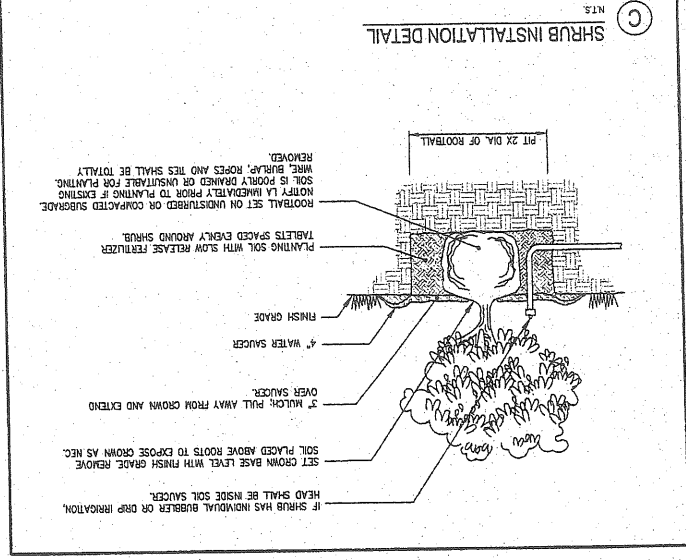 IF SHRUB HAS INDIVIDUAL BUBBLER OR DRIP IRRIGATION,
HEAD SHALL BE INSIDE SOIL SAUCER.
SET CROWN BASE LEVEL WITH FINISH GRADE. REMOVE
SOIL PLACED ABOVE ROOTS TO EXPOSE CROWN AS NEC.
3" MULCH; PULL AWAY FROM CROWN AND EXTEND
OVER SAUCER.
4" WATER SAUCER
FINISH GRADE
PLANTING SOIL WITH SLOW RELEASE FERTILIZER
TABLETS SPACED EVENLY AROUND SHRUB.
ROOTBALL SET ON UNDISTURBED OR COMPACTED SUBGRADE.
NOTIFY LA IMMEDIATELY PRIOR TO PLANTING IF EXISTING
SOIL IS POORLY DRAINED OR UNSUITABLE FOR PLANTING.
WIRE, BURLAP, ROPES AND TIES SHALL BE TOTALLY
REMOVED.
PIT 2X DIA. OF ROOTBALL
C
SHRUB INSTALLATION DETAIL
N.T.S.